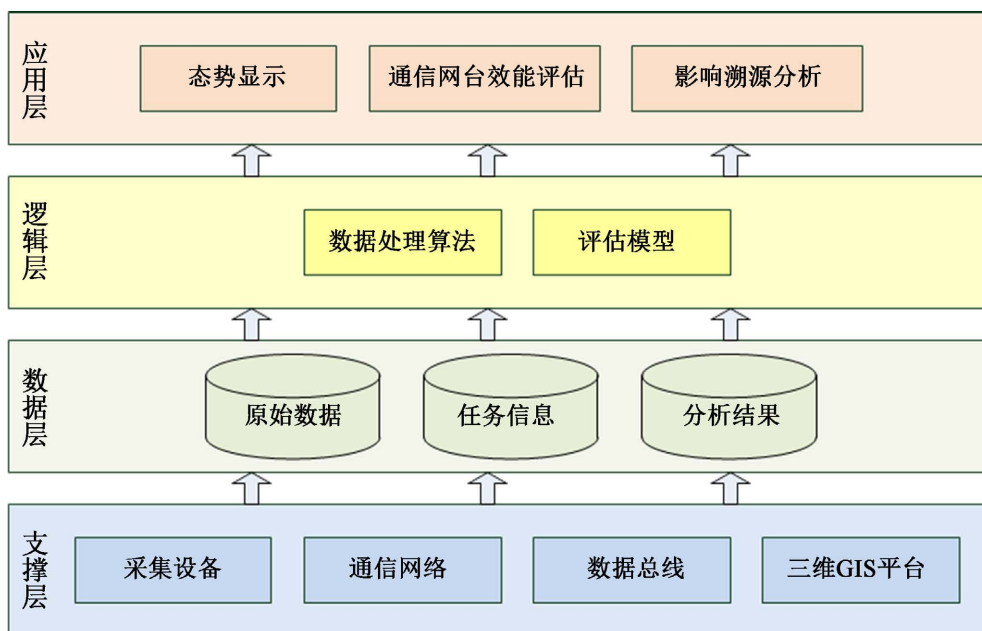 应用层
态势显示
通信网台效能评估
影响溯源分析
逻辑层
数据处理算法
评估模型
数据层
原始数据
任务信息
分析结果
支撑层
采集设备
通信网络
数据总线
三维GIS平台